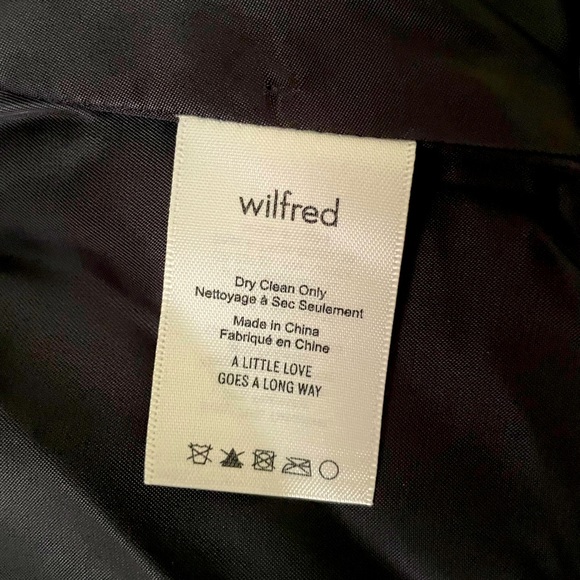 wilfred
Dry Clean Only
Nettoyage à Sec Seulement
Made in China
Fabriqué en Chine
A LITTLE LOVE
GOES A LONG WAY